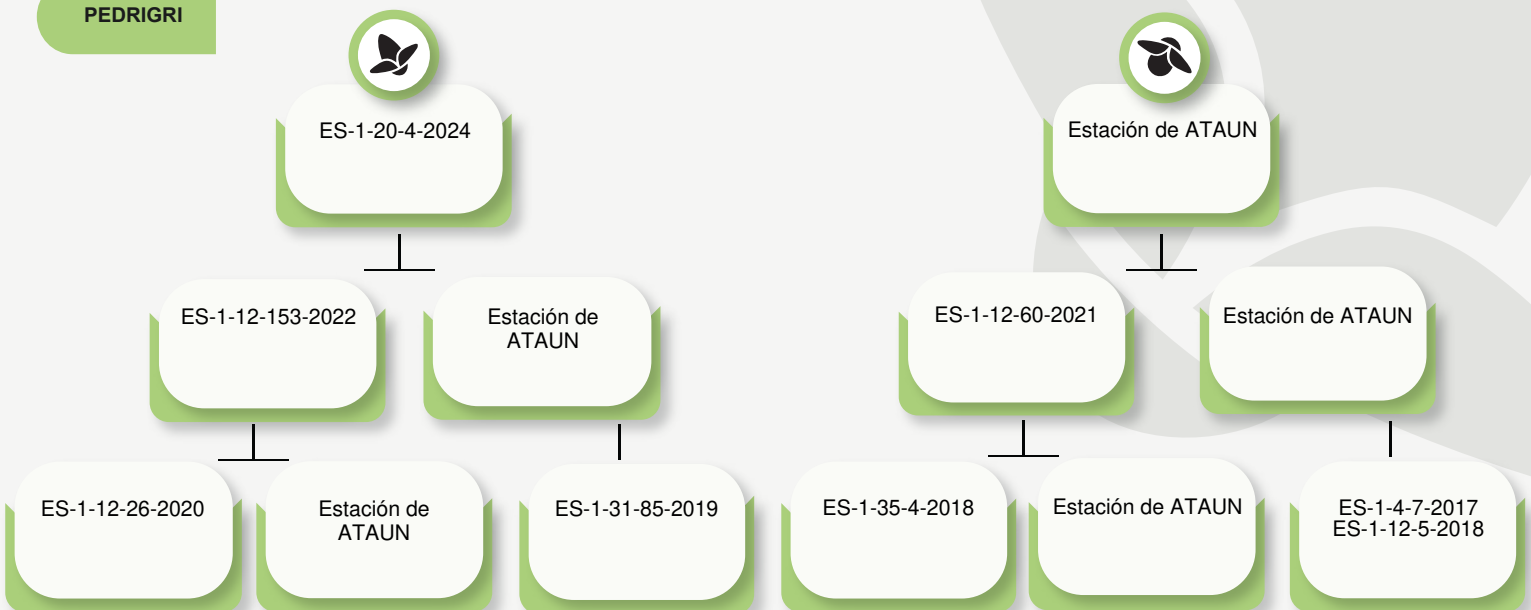 PEDRIGRI
ES-1-20-4-2024
Estación de ATAUN
ES-1-12-153-2022
Estación de
ATAUN
ES-1-12-60-2021
Estación de ATAUN
ES-1-12-26-2020
Estación de
ATAUN
ES-1-31-85-2019
ES-1-35-4-2018
Estación de ATAUN
ES-1-4-7-2017
ES-1-12-5-2018